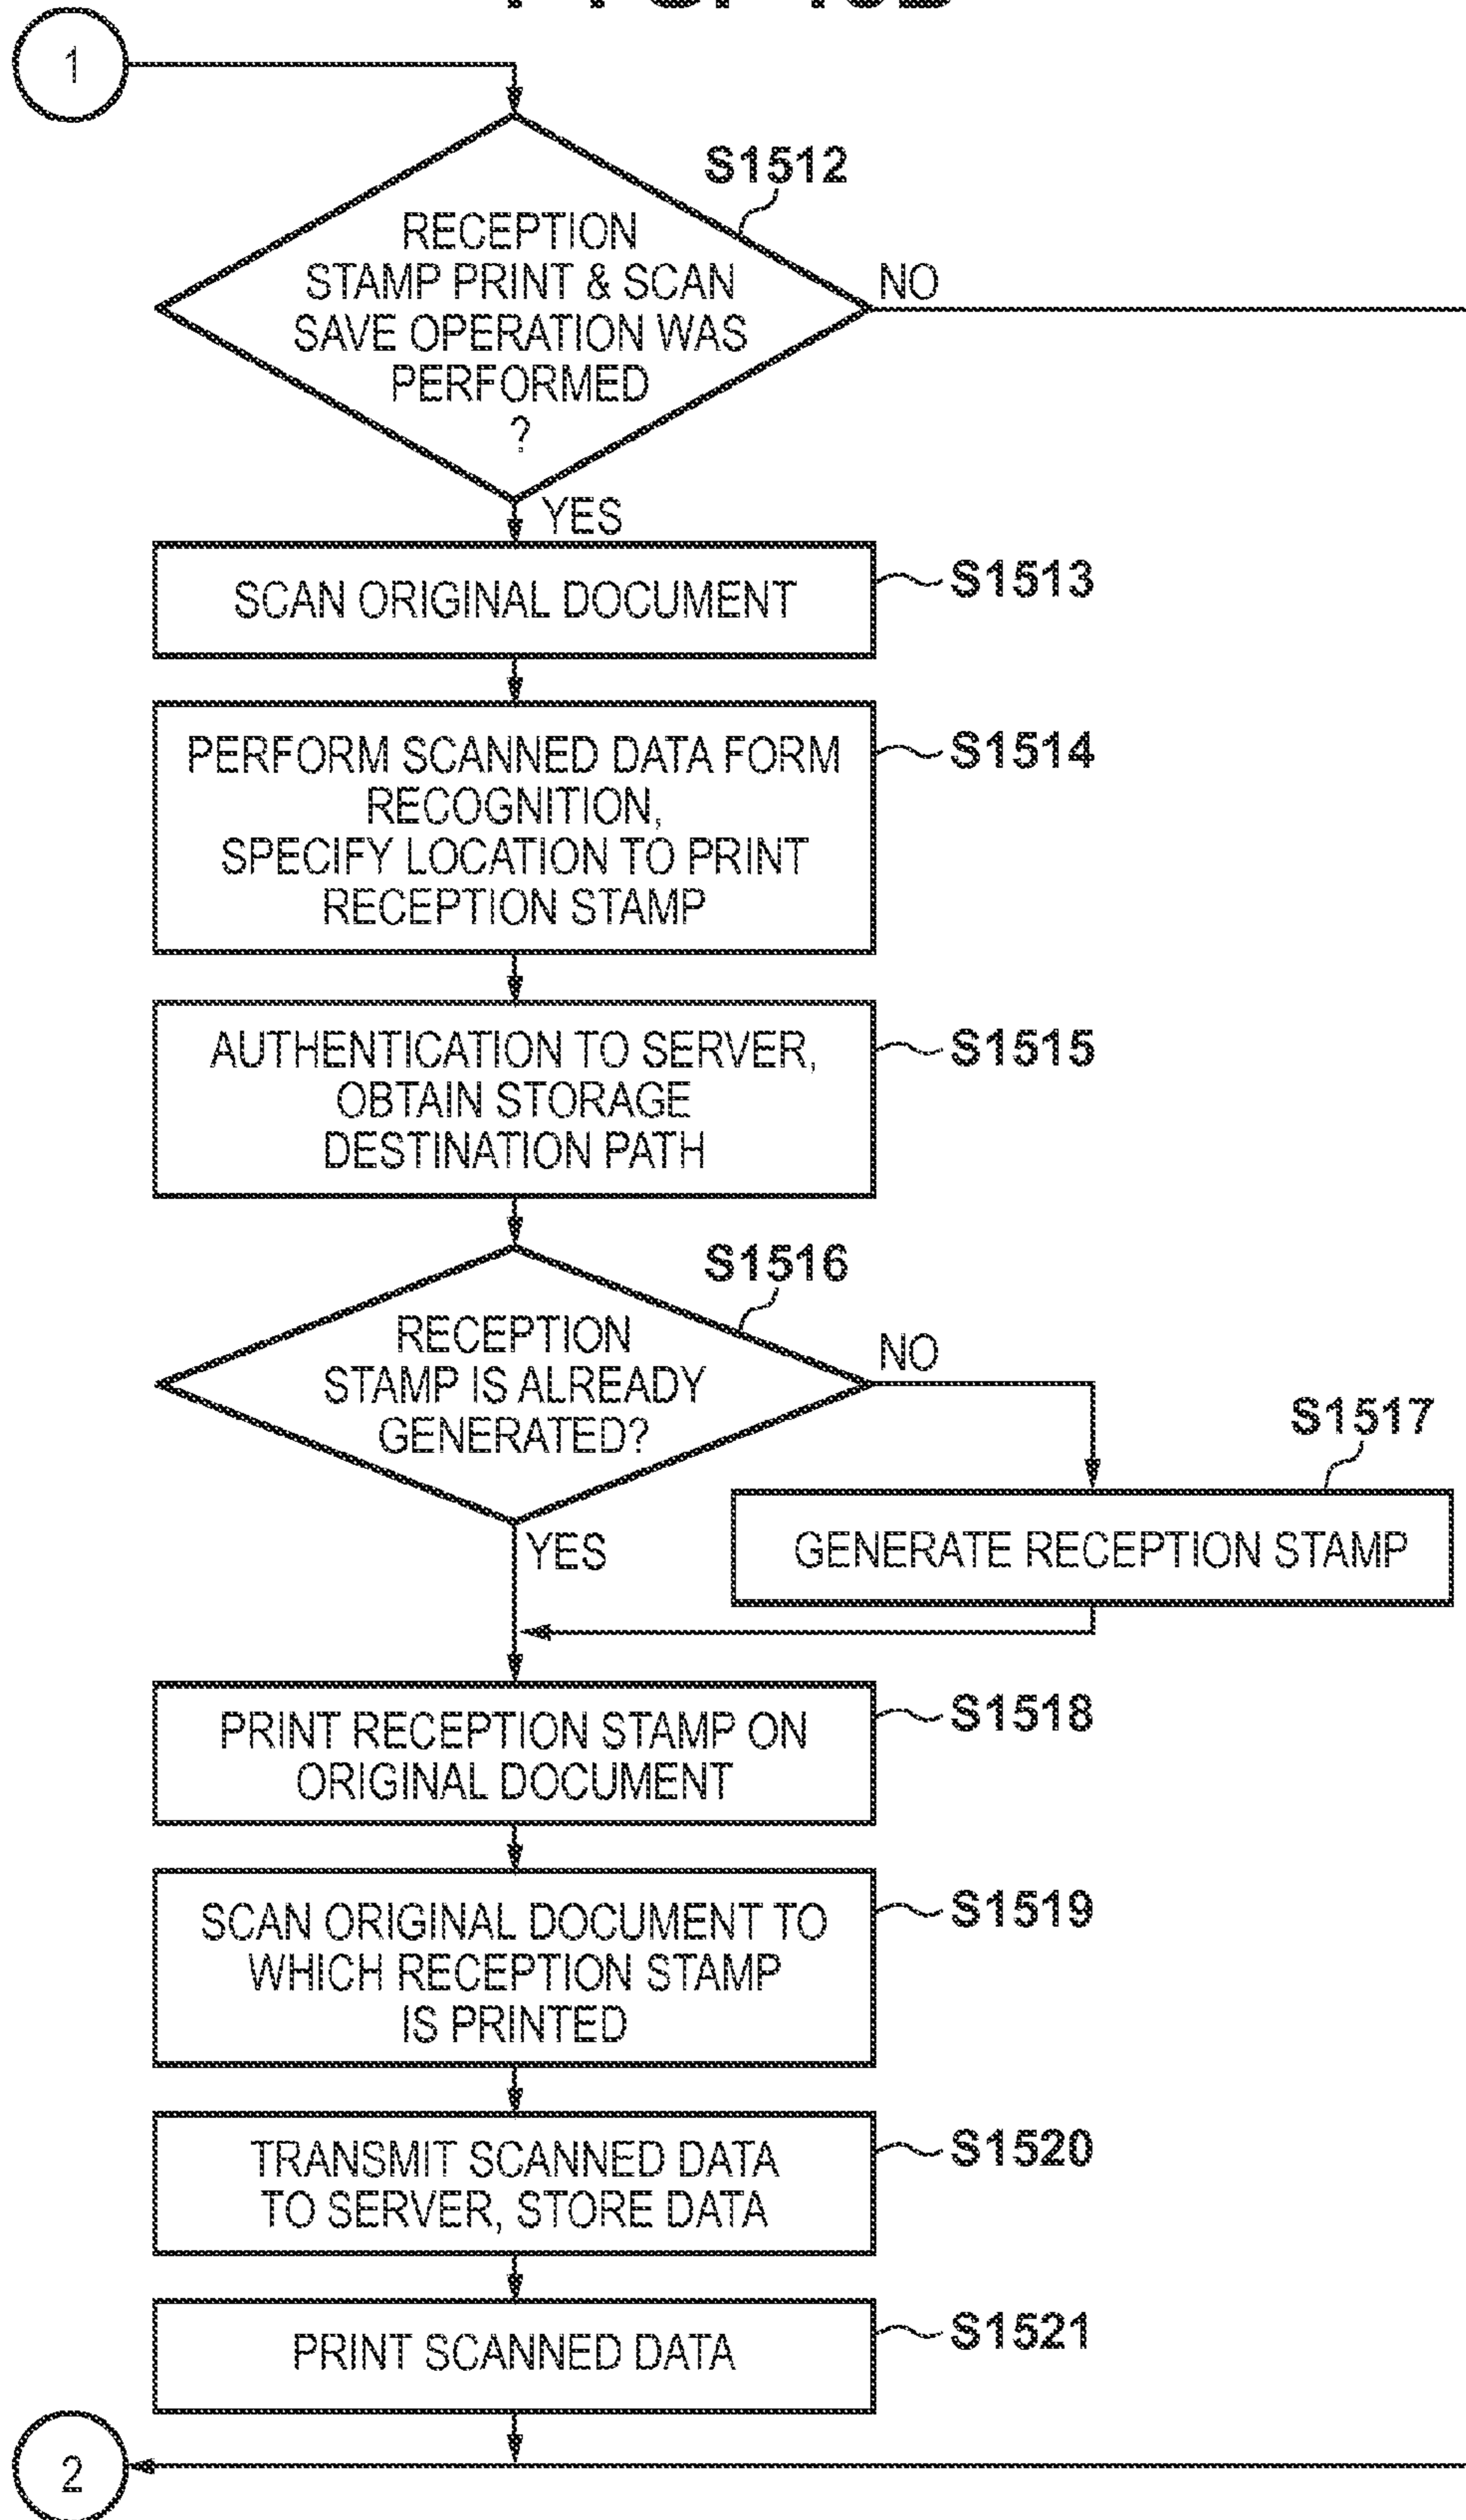 1
S1512
RECEPTION
STAMP PRINT & SCAN
SAVE OPERATION WAS
PERFORMED
?
NO
YES
SCAN ORIGINAL DOCUMENT
S1513
PERFORM SCANNED DATA FORM
RECOGNITION,
SPECIFY LOCATION TO PRINT
RECEPTION STAMP
S1514
AUTHENTICATION TO SERVER,
OBTAIN STORAGE
DESTINATION PATH
S1515
S1516
RECEPTION
STAMP IS ALREADY
GENERATED?
NO
YES
S1517
GENERATE RECEPTION STAMP
PRINT RECEPTION STAMP ON
ORIGINAL DOCUMENT
S1518
SCAN ORIGINAL DOCUMENT TO
WHICH RECEPTION STAMP
IS PRINTED
S1519
TRANSMIT SCANNED DATA
TO SERVER, STORE DATA
S1520
PRINT SCANNED DATA
S1521
2